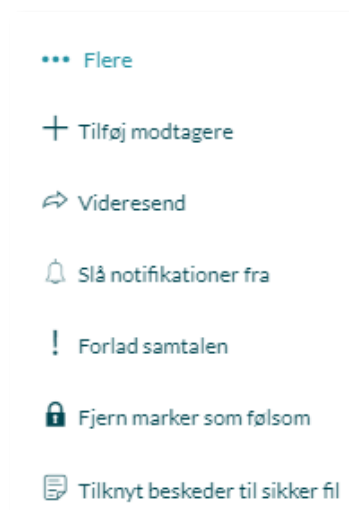 Flere
Tilføj modtagere
Videresend
Slå notifikationer fra
Forlad samtalen
Fjern marker som følsom
Tilknyt beskeder til sikker fil